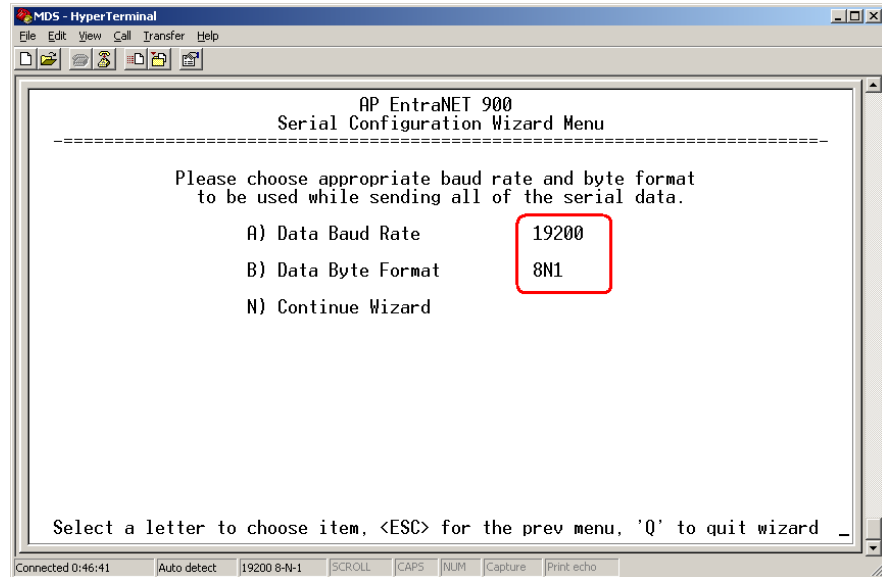 MDS - HyperTerminal
File Edit View Call Transfer Help
AP EntraNET 900
Serial Configuration Wizard Menu
-==========================================================================-
Please choose appropriate baud rate and byte format
to be used while sending all of the serial data.
A) Data Baud Rate 19200
B) Data Byte Format 8N1
N) Continue Wizard
Select a letter to choose item, <ESC> for the prev menu, 'Q' to quit wizard _
Connected 0:46:41 Auto detect 19200 8-N-1 SCROLL CAPS NUM Capture Print echo